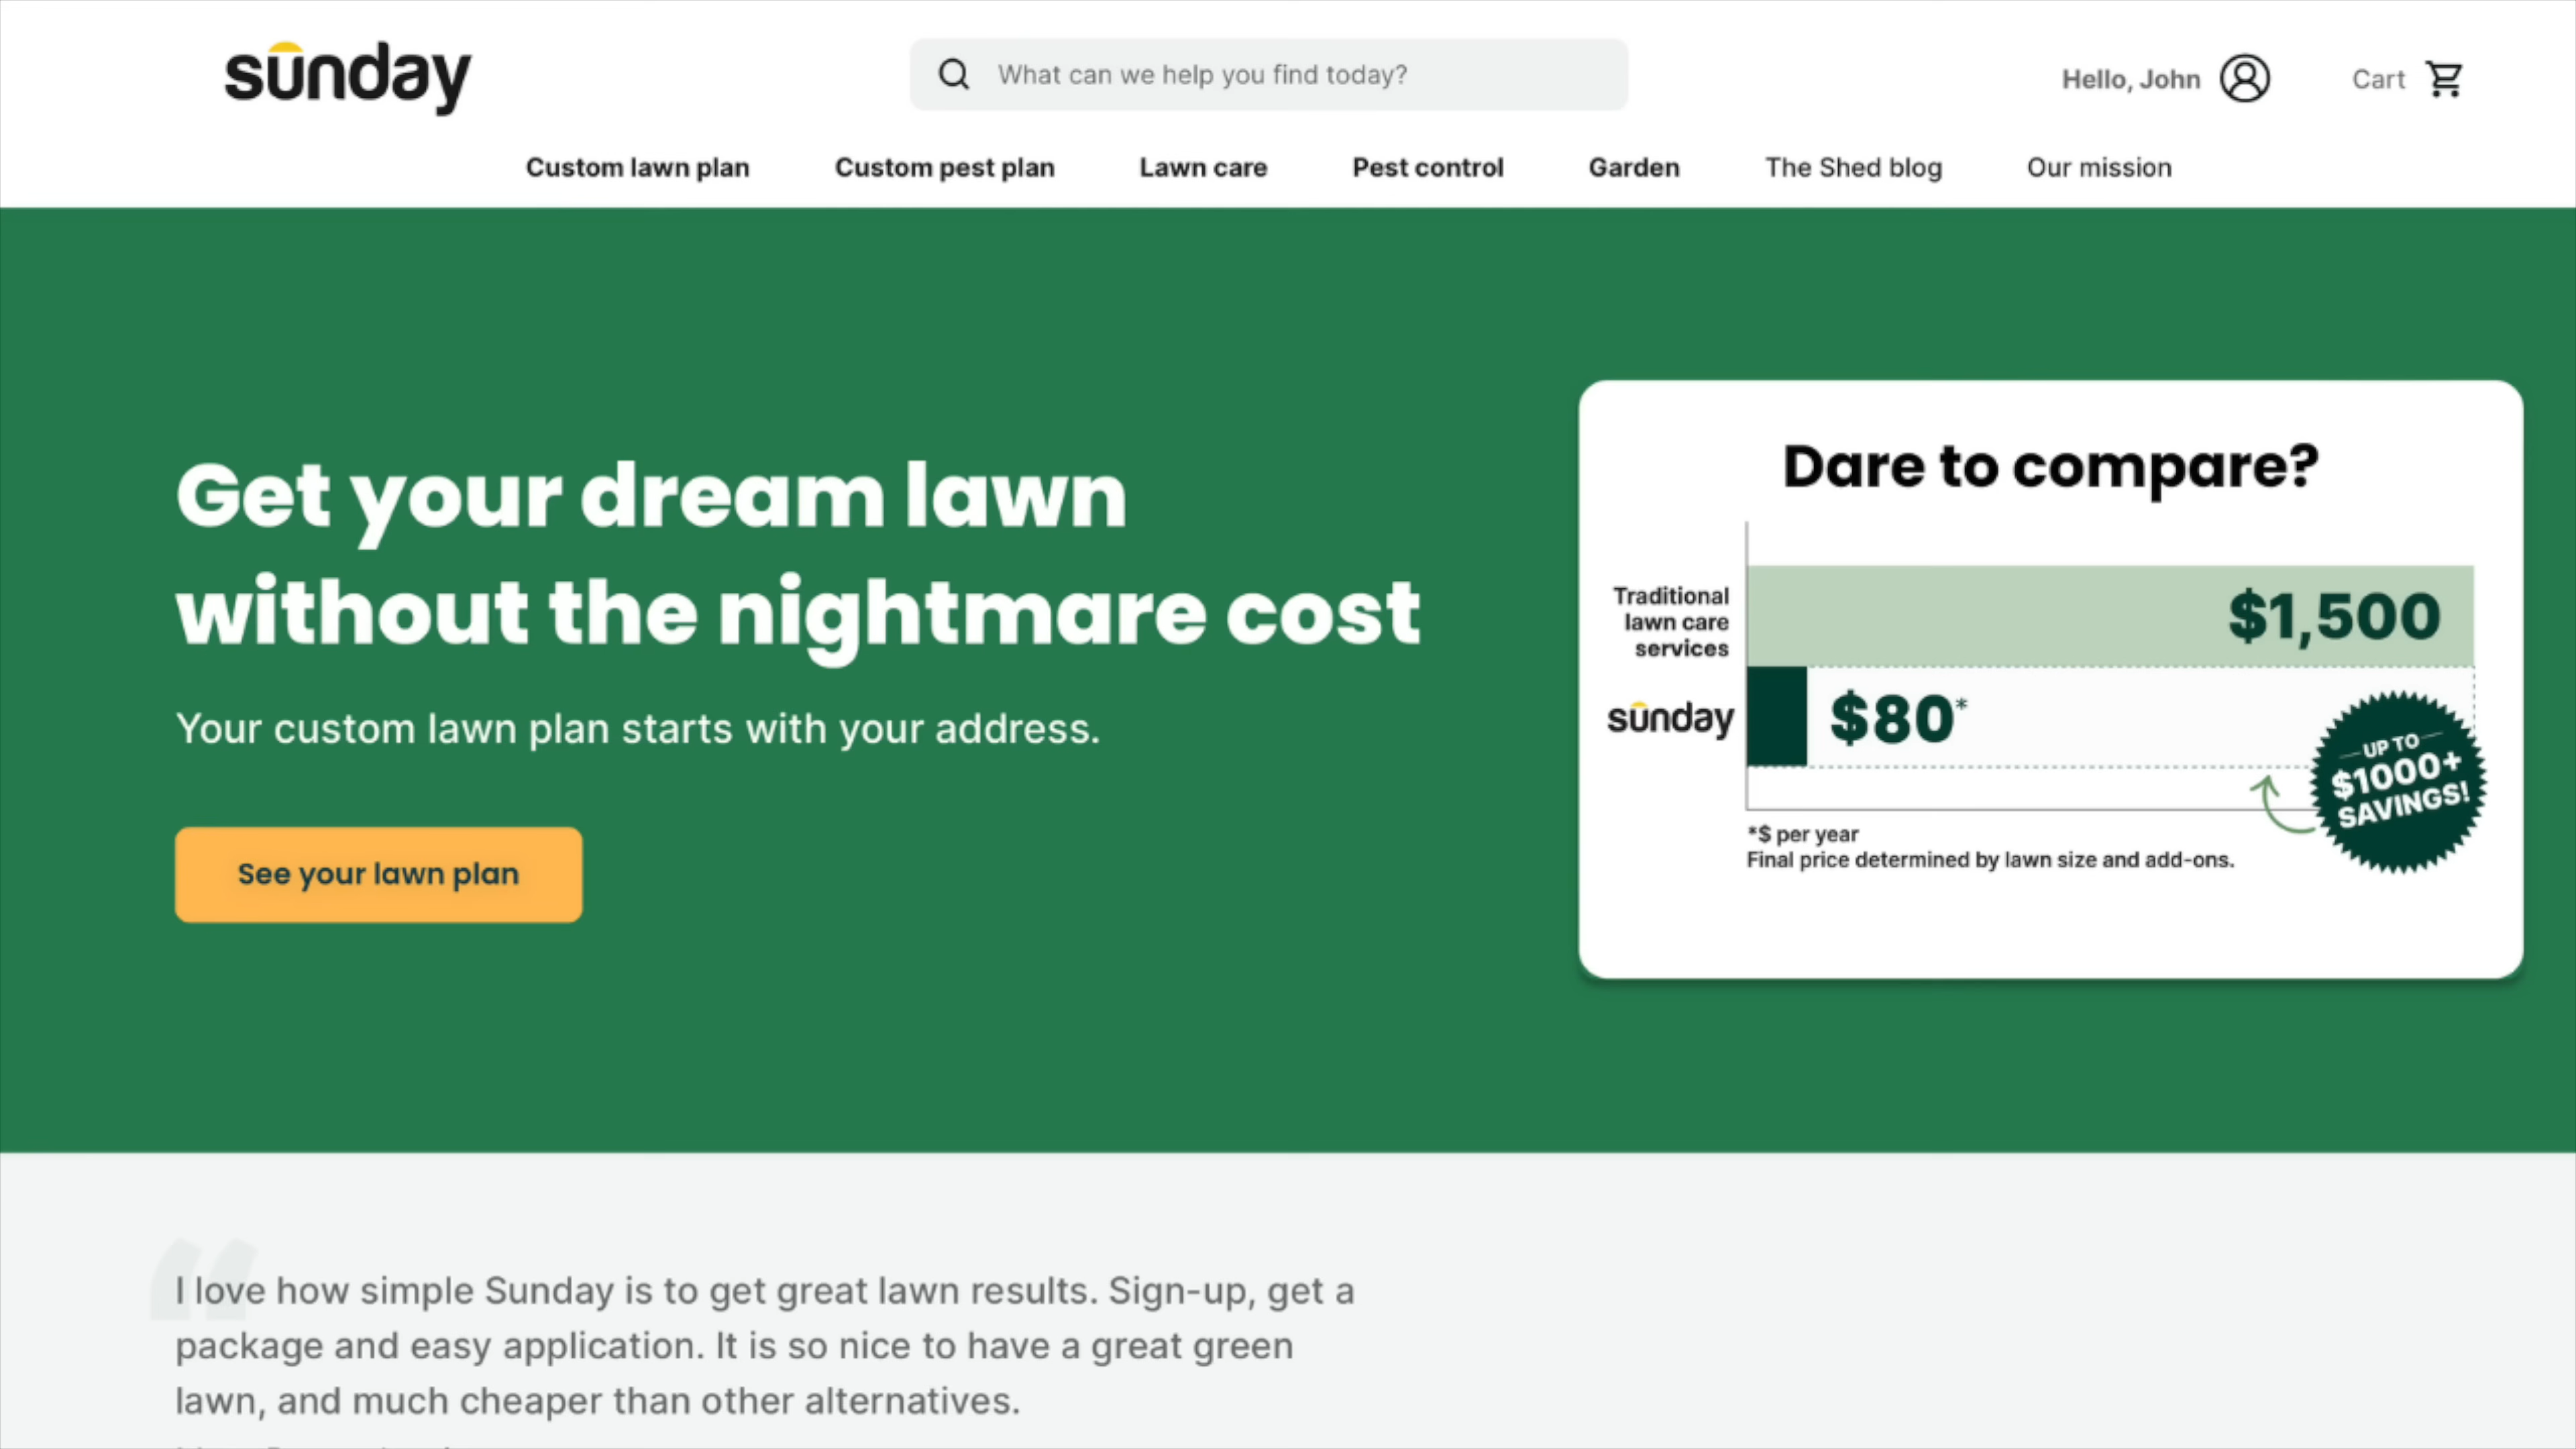 sunday
What can we help you find today?
Hello, John
Cart
Custom lawn plan
Custom pest plan
Lawn care
Pest control
Garden
The Shed blog
Our mission
Get your dream lawn
without the nightmare cost
Your custom lawn plan starts with your address.
See your lawn plan
Dare to compare?
Traditional
lawn care
services
$1,500
sunday
$80*
UP TO
$1000+
SAVINGS!
*$ per year
Final price determined by lawn size and add-ons.
“
I love how simple Sunday is to get great lawn results. Sign-up, get a
package and easy application. It is so nice to have a great green
lawn, and much cheaper than other alternatives.